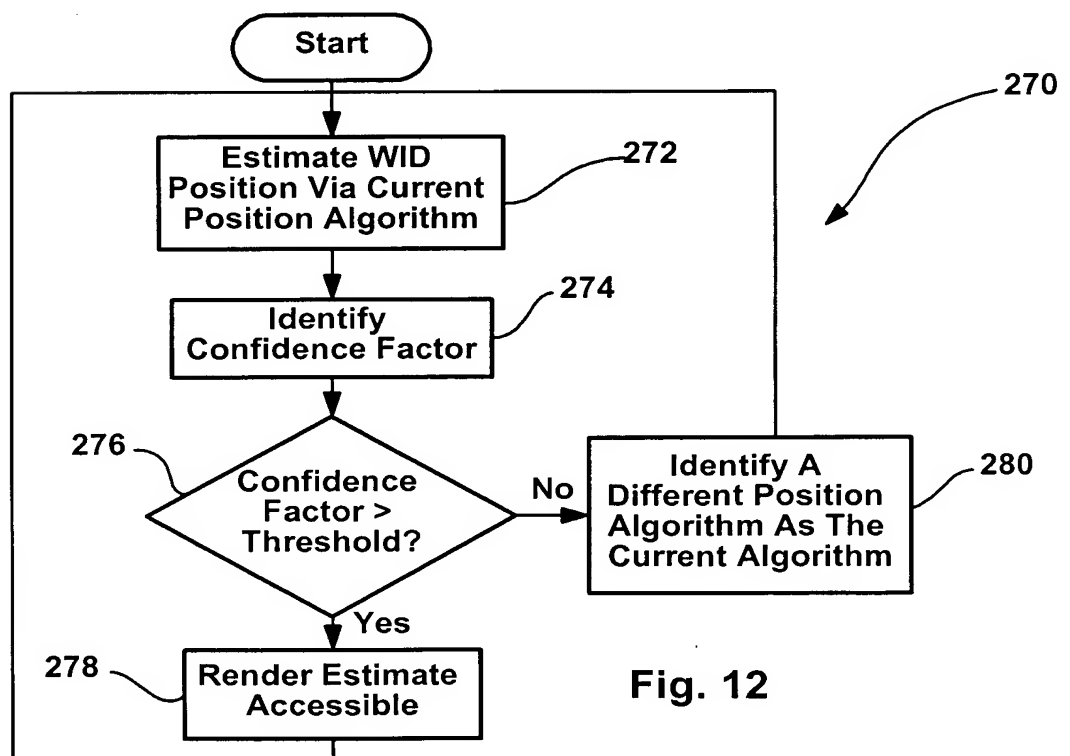 Start
270
Estimate WID
Position Via Current
Position Algorithm
272
Identify
Confidence Factor
274
276
Confidence
Factor >
Threshold?
No
Identify A
Different Position
Algorithm As The
Current Algorithm
280
Yes
278
Render Estimate
Accessible
Fig. 12